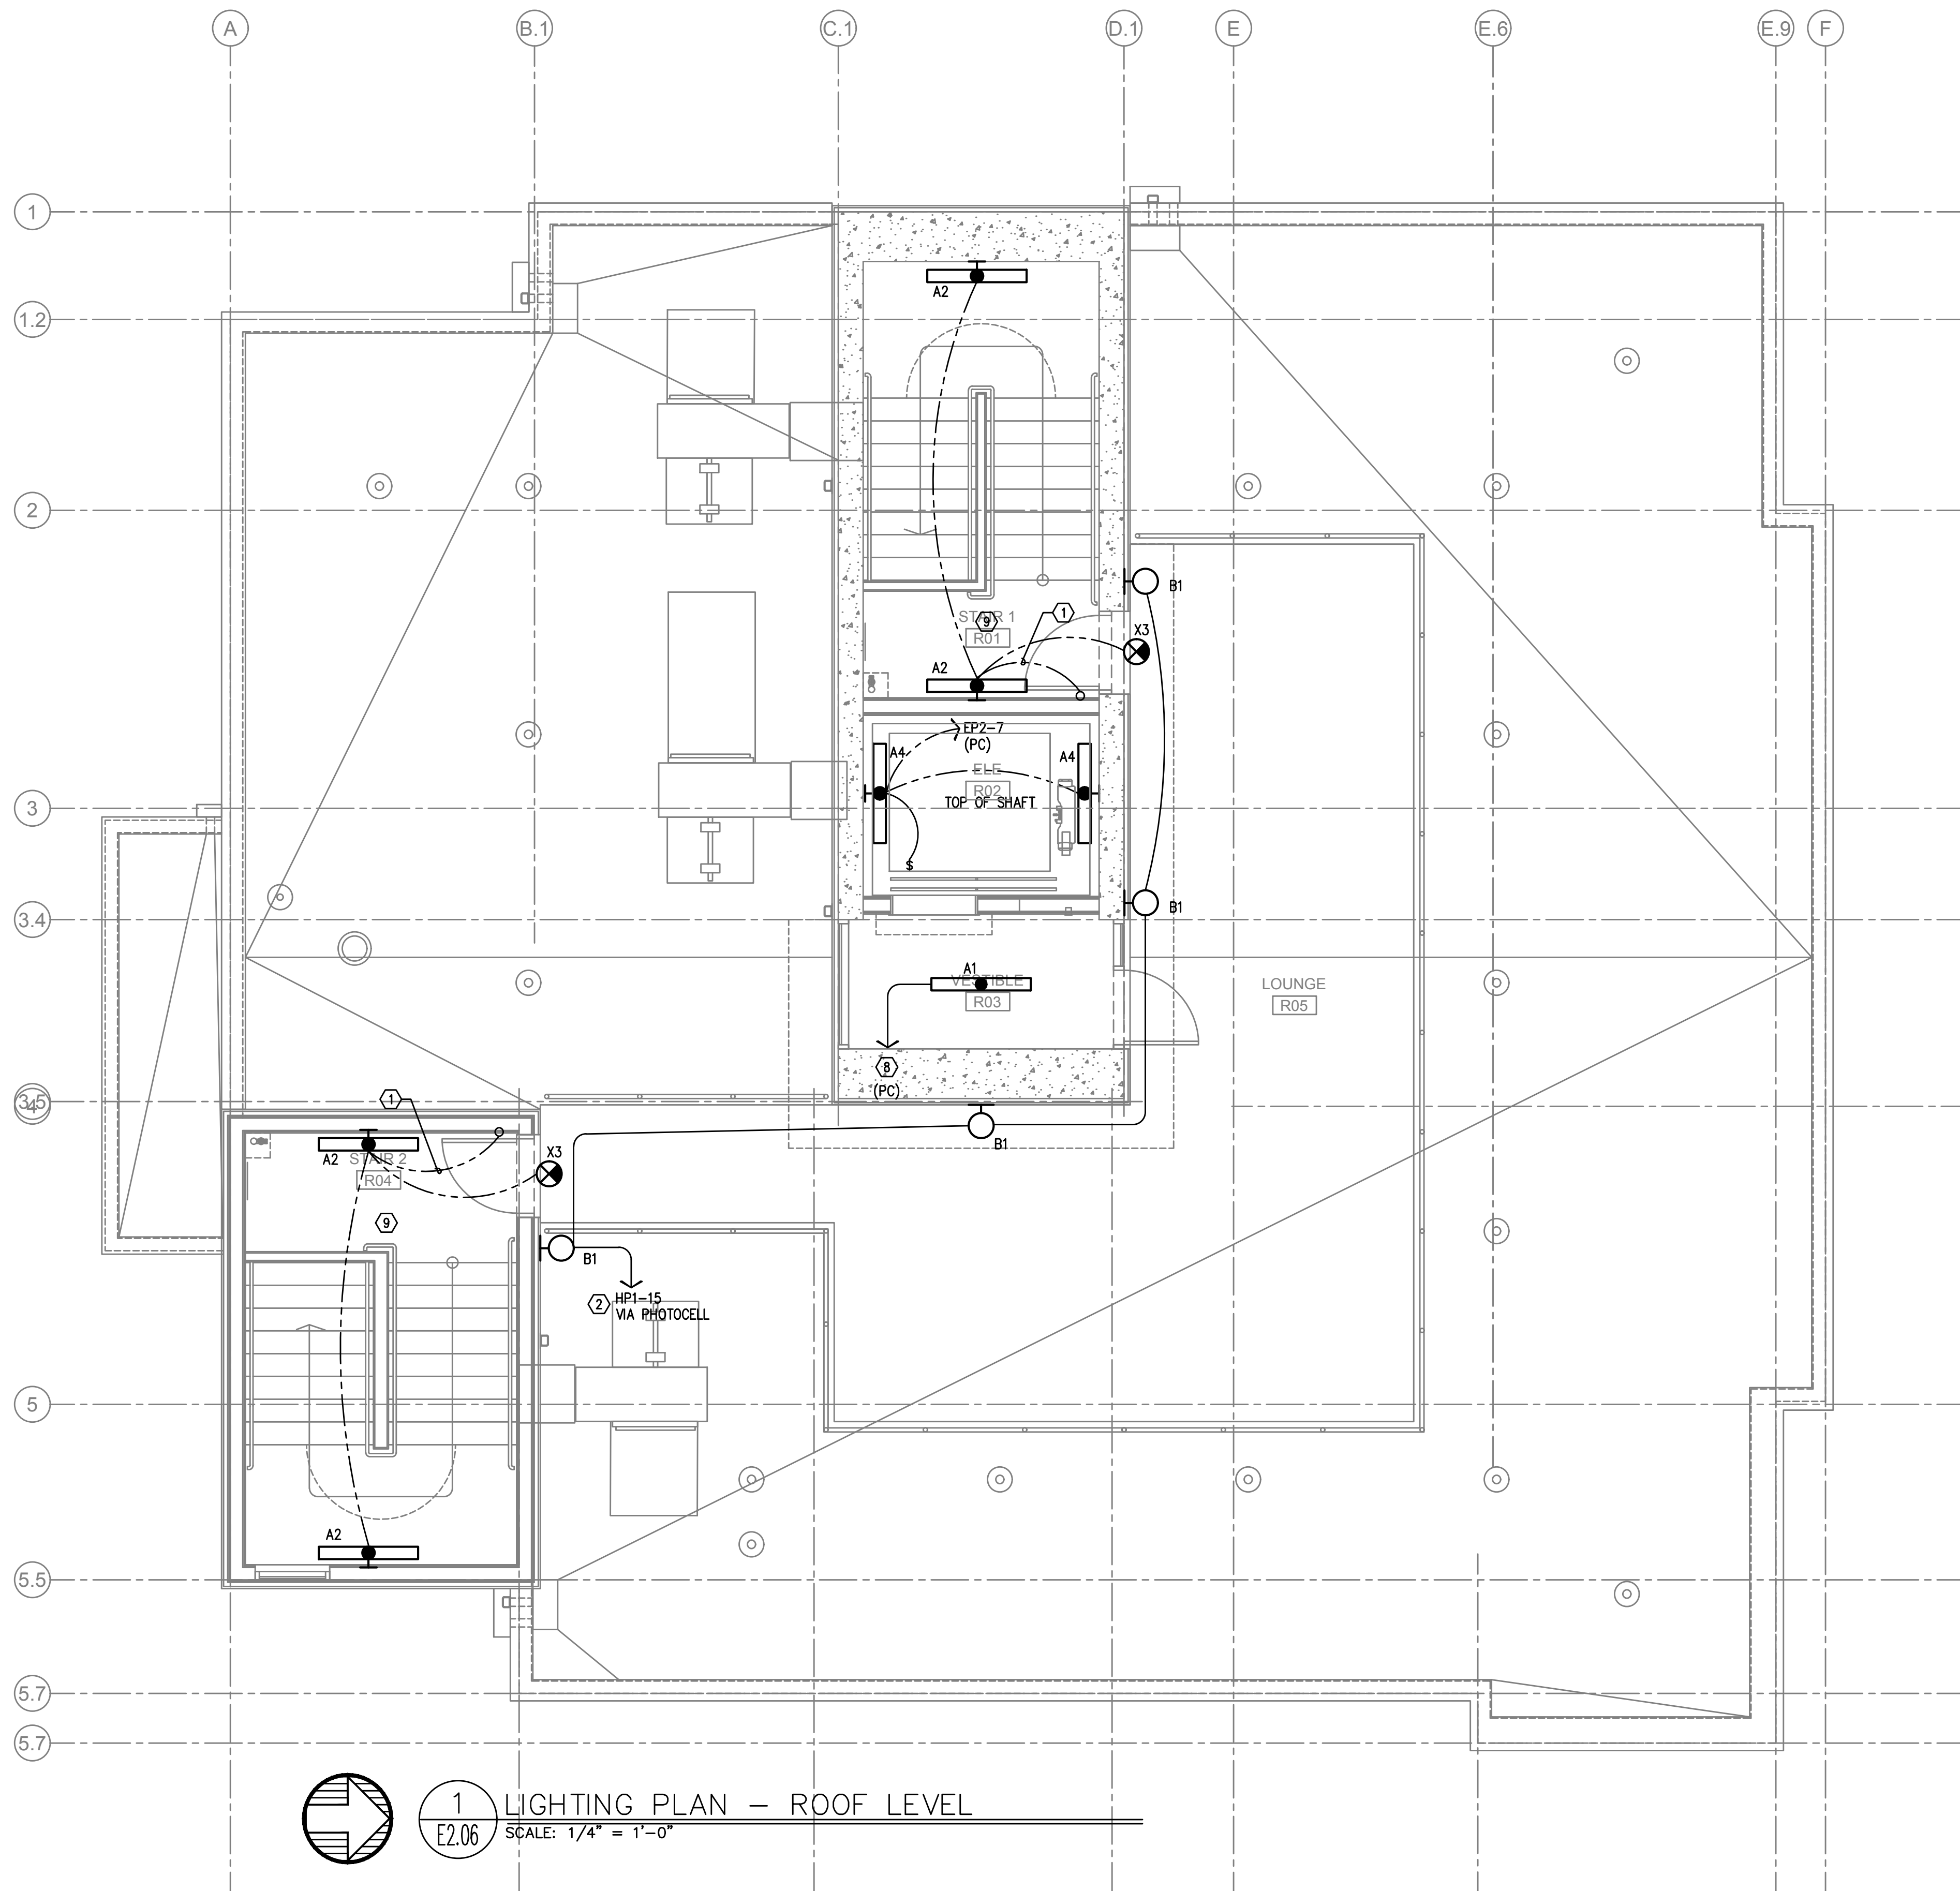 A
B.1
C.1
D.1
E
E.6
E.9
F
1
1.2
2
3
3.4
3.5
4
5
5.5
5.7
5.7
A2
B1
STAIR 1
9
R01
1
X3
A2
EP2-7
(PC)
A4
A4
ELE
R02
TOP OF SHAFT
$
B1
A1
VESTIBLE
R03
LOUNGE
R05
8
(PC)
B1
1
A2
STAIR 2
R04
X3
9
B1
2
HP1-15
VIA PHOTOCELL
A2
1
E2.06
LIGHTING PLAN - ROOF LEVEL
SCALE: 1/4" = 1'-0"